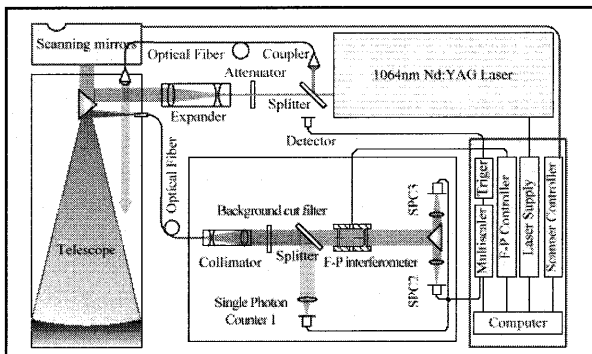 Scanning mirrors
Optical Fiber
Coupler
1064nm Nd:YAG Laser
Attenuator
Expander
Splitter
Detector
Optical Fiber
Background cut filter
Telescope
Collimator
Splitter
F-P interferometer
SPC3
SPC2
Single Photon
Counter 1
Triger
Multiscaler
F-P Controller
Laser Supply
Scanner Controller
Computer